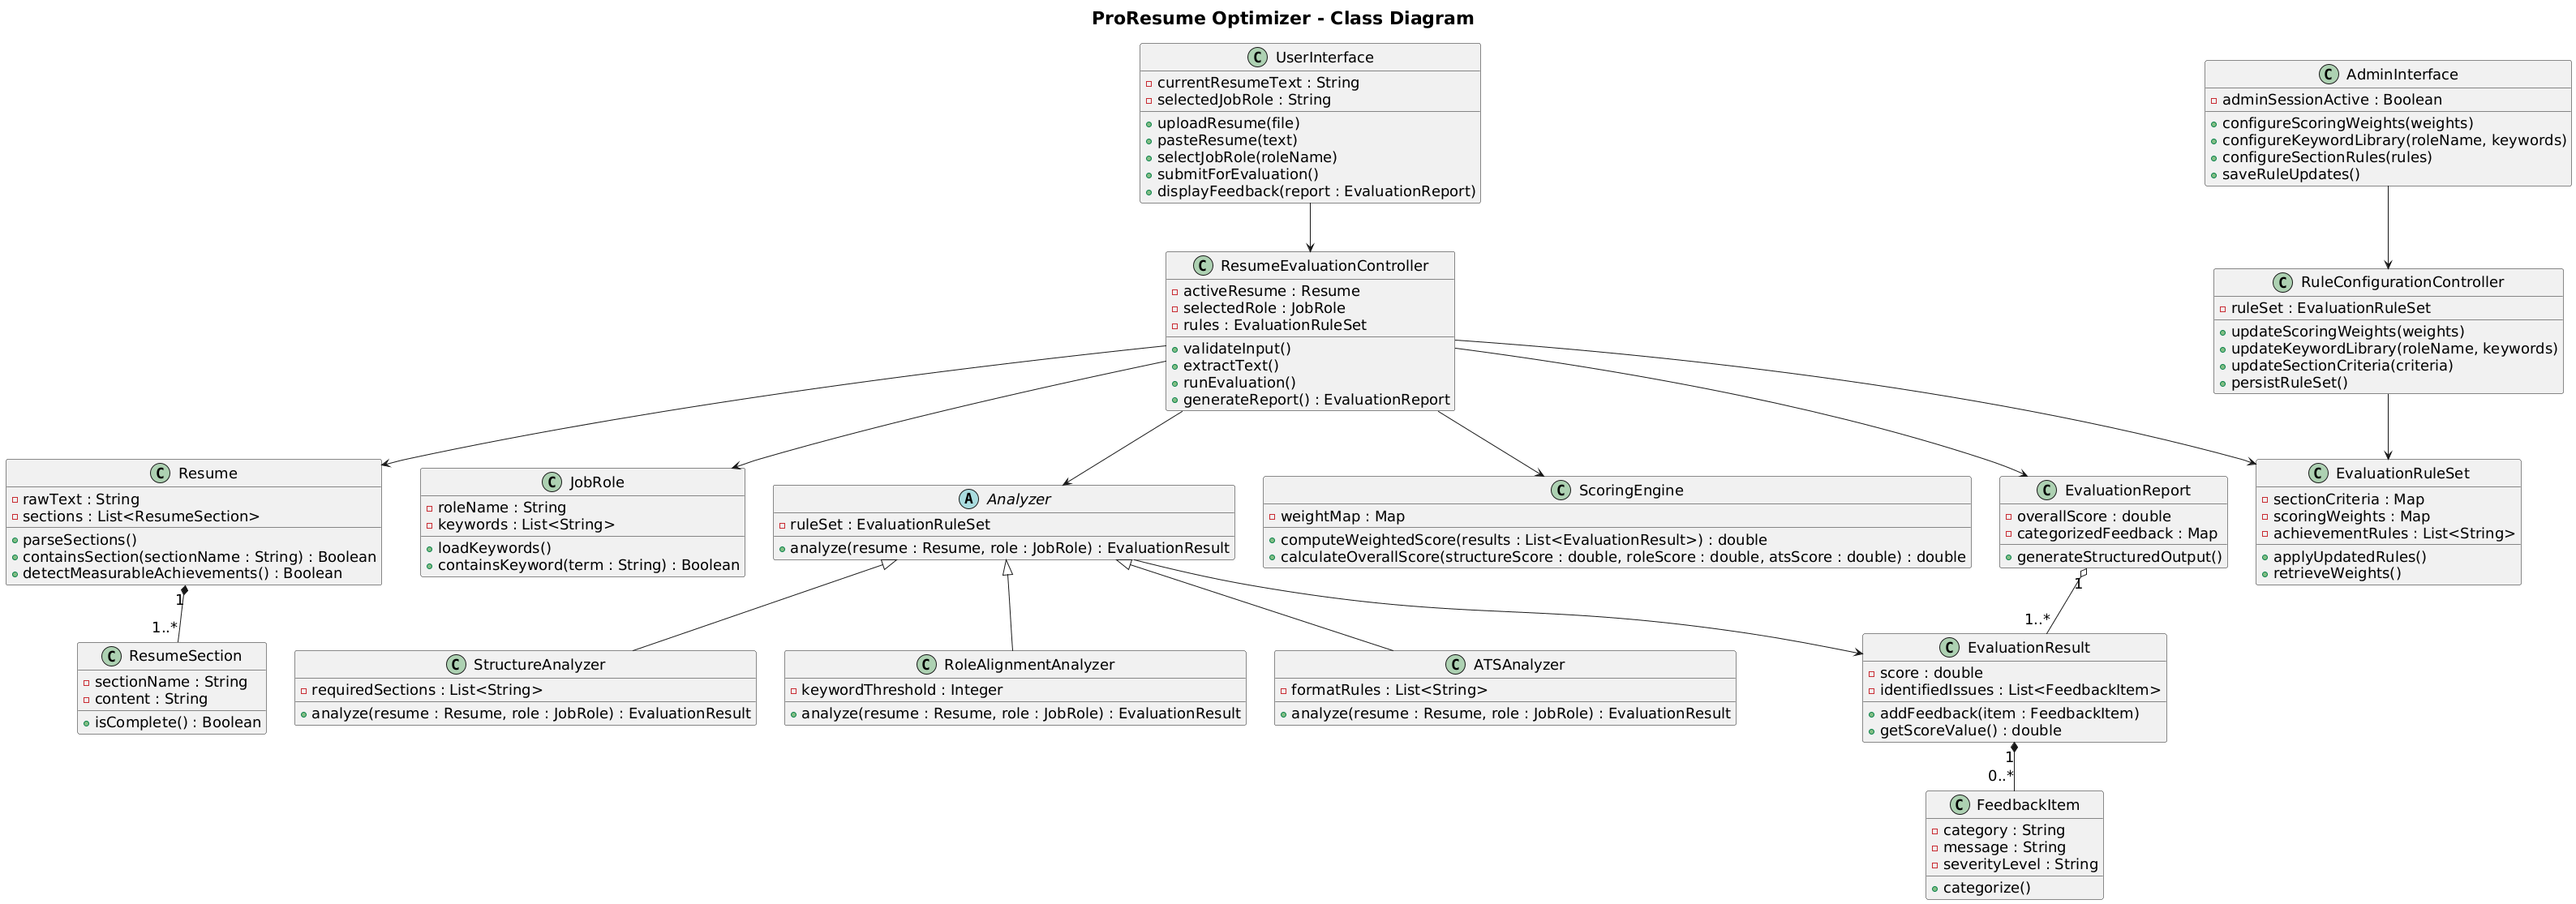 ProResume Optimizer - Class Diagram
C UserInterface
currentResumeText : String
selectedJobRole : String
uploadResume(file)
pasteResume(text)
selectJobRole(roleName)
submitForEvaluation()
displayFeedback(report : EvaluationReport)
C AdminInterface
adminSessionActive : Boolean
configureScoringWeights(weights)
configureKeywordLibrary(roleName, keywords)
configureSectionRules(rules)
saveRuleUpdates()
C ResumeEvaluationController
activeResume : Resume
selectedRole : JobRole
rules : EvaluationRuleSet
validateInput()
extractText()
runEvaluation()
generateReport() : EvaluationReport
C RuleConfigurationController
ruleSet : EvaluationRuleSet
updateScoringWeights(weights)
updateKeywordLibrary(roleName, keywords)
updateSectionCriteria(criteria)
persistRuleSet()
C Resume
rawText : String
sections : List<ResumeSection>
parseSections()
containsSection(sectionName : String) : Boolean
detectMeasurableAchievements() : Boolean
C JobRole
roleName : String
keywords : List<String>
loadKeywords()
containsKeyword(term : String) : Boolean
A Analyzer
ruleSet : EvaluationRuleSet
analyze(resume : Resume, role : JobRole) : EvaluationResult
C ScoringEngine
weightMap : Map
computeWeightedScore(results : List<EvaluationResult>) : double
calculateOverallScore(structureScore : double, roleScore : double, atsScore : double) : double
C EvaluationReport
overallScore : double
categorizedFeedback : Map
generateStructuredOutput()
C EvaluationRuleSet
sectionCriteria : Map
scoringWeights : Map
achievementRules : List<String>
applyUpdatedRules()
retrieveWeights()
1
1..*
1
1..*
C ResumeSection
sectionName : String
content : String
isComplete() : Boolean
C StructureAnalyzer
requiredSections : List<String>
analyze(resume : Resume, role : JobRole) : EvaluationResult
C RoleAlignmentAnalyzer
keywordThreshold : Integer
analyze(resume : Resume, role : JobRole) : EvaluationResult
C ATSAnalyzer
formatRules : List<String>
analyze(resume : Resume, role : JobRole) : EvaluationResult
C EvaluationResult
score : double
identifiedIssues : List<FeedbackItem>
addFeedback(item : FeedbackItem)
getScoreValue() : double
1
0..*
C FeedbackItem
category : String
message : String
severityLevel : String
categorize()